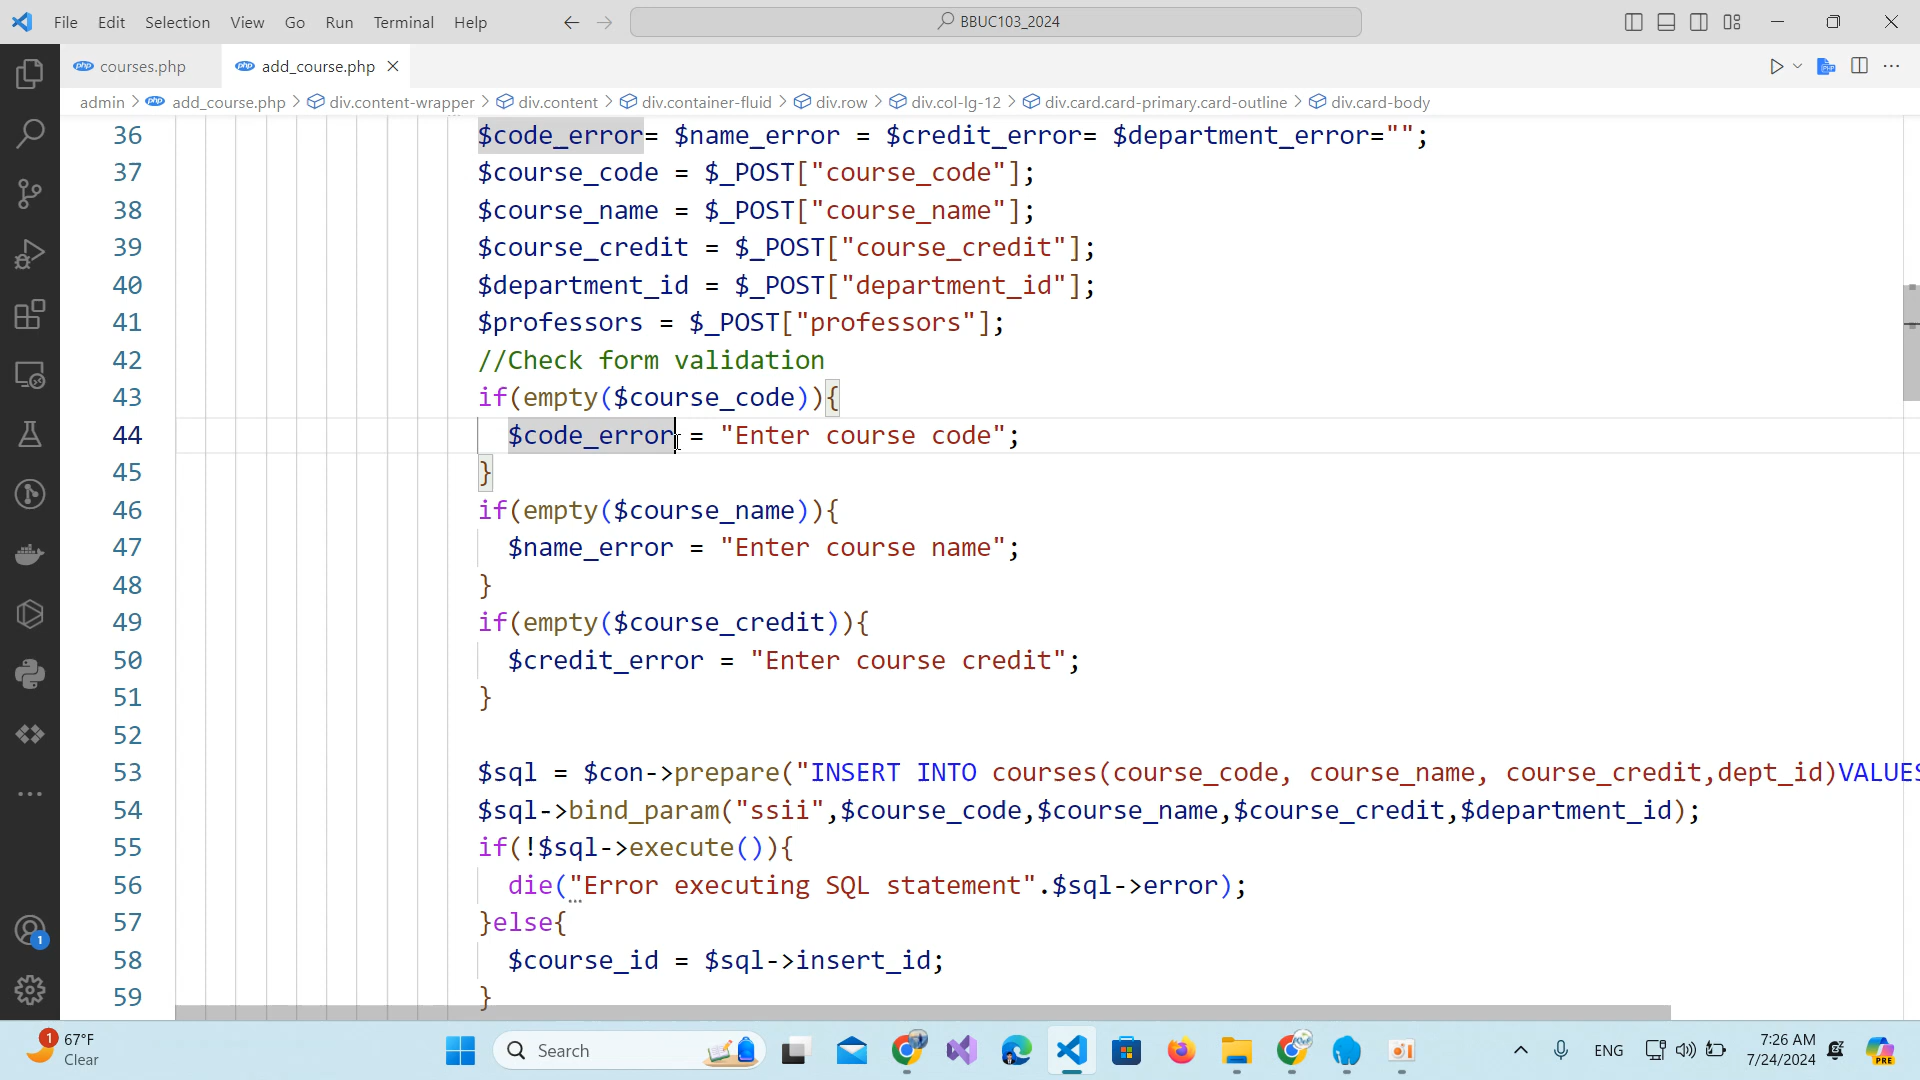 File Edit Selection View Go Run Terminal Help BBUC103_2024
php courses.php php add_course.php
admin > php add_course.php > div.content-wrapper > div.content > div.container-fluid > div.row > div.col-lg-12 > div.card.card-primary.card-outline > div.card-body
36 $code_error= $name_error = $credit_error= $department_error="";
37 $course_code = $_POST["course_code"];
38 $course_name = $_POST["course_name"];
39 $course_credit = $_POST["course_credit"];
40 $department_id = $_POST["department_id"];
41 $professors = $_POST["professors"];
42 //Check form validation
43 if(empty($course_code)){
44 $code_error = "Enter course code";
45 }
46 if(empty($course_name)){
47 $name_error = "Enter course name";
48 }
49 if(empty($course_credit)){
50 $credit_error = "Enter course credit";
51 }
52
53 $sql = $con->prepare("INSERT INTO courses(course_code, course_name, course_credit,dept_id)VALUES
54 $sql->bind_param("ssii",$course_code,$course_name,$course_credit,$department_id);
55 if(!$sql->execute()){
56 die("Error executing SQL statement".$sql->error);
57 }else{
58 $course_id = $sql->insert_id;
59 }
1
1 67°F
Clear
Search
ENG
7:26 AM
7/24/2024
PRE